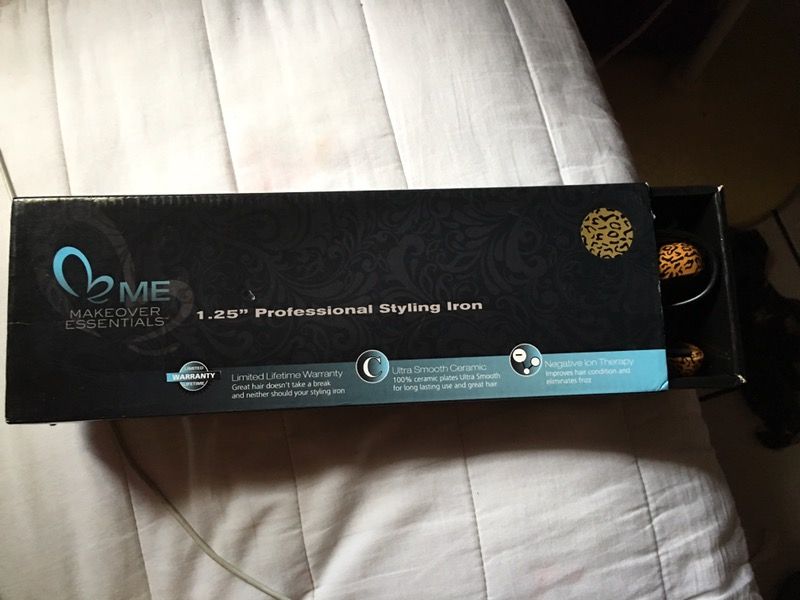 ME
MAKEOVER
ESSENTIALS™
1.25” Professional Styling Iron
LIMITED
WARRANTY
LIFETIME
Limited Lifetime Warranty
Great hair doesn't take a break
and neither should your styling iron
C
Ultra Smooth Ceramic
100% ceramic plates Ultra Smooth
for long lasting use and great hair
Negative Ion Therapy
Improves hair condition and
eliminates frizz